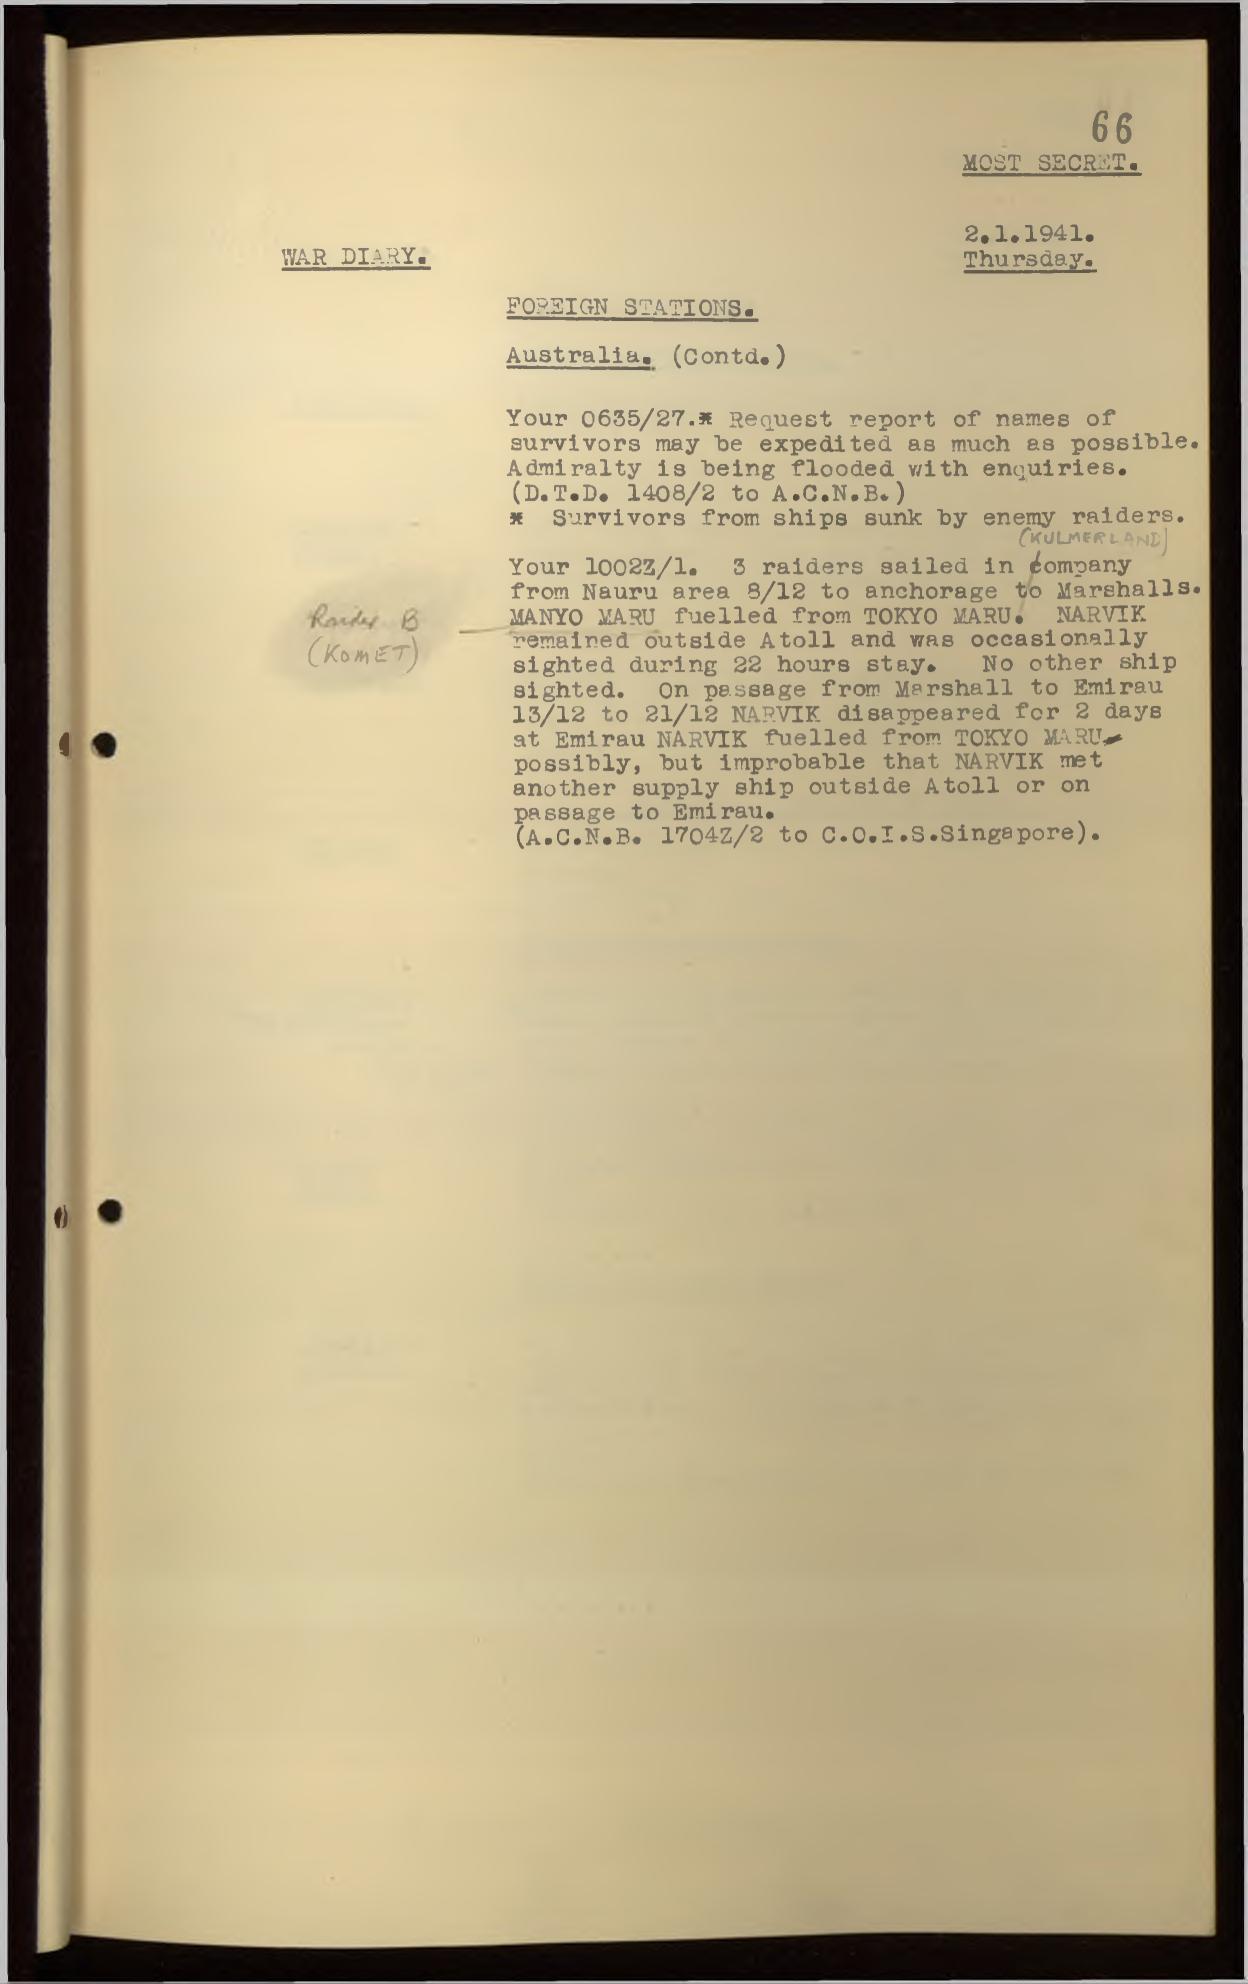 66
MOST SECRET.
2.1.1941.
Thursday.
WAR DIARY.
FOREIGN STATIONS.
Australia. (Contd.)
Your 0635/27.* Request report of names of
survivors may be expedited as much as possible.
Admiralty is being flooded with enquiries.
(D.T.D. 1408/2 to A.C.N.B.)
* Survivors from ships sunk by enemy raiders.
(KULMERLAND)
Your 1002Z/1. 3 raiders sailed in company
from Nauru area 8/12 to anchorage to Marshalls.
MANYO MARU fuelled from TOKYO MARU. NARVIK
Raider B
(KOMET)
remained outside Atoll and was occasionally
sighted during 22 hours stay. No other ship
sighted. On passage from Marshall to Emirau
13/12 to 21/12 NARVIK disappeared for 2 days
at Emirau NARVIK fuelled from TOKYO MARU
possibly, but improbable that NARVIK met
another supply ship outside Atoll or on
passage to Emirau.
(A.C.N.B. 1704Z/2 to C.O.I.S.Singapore).